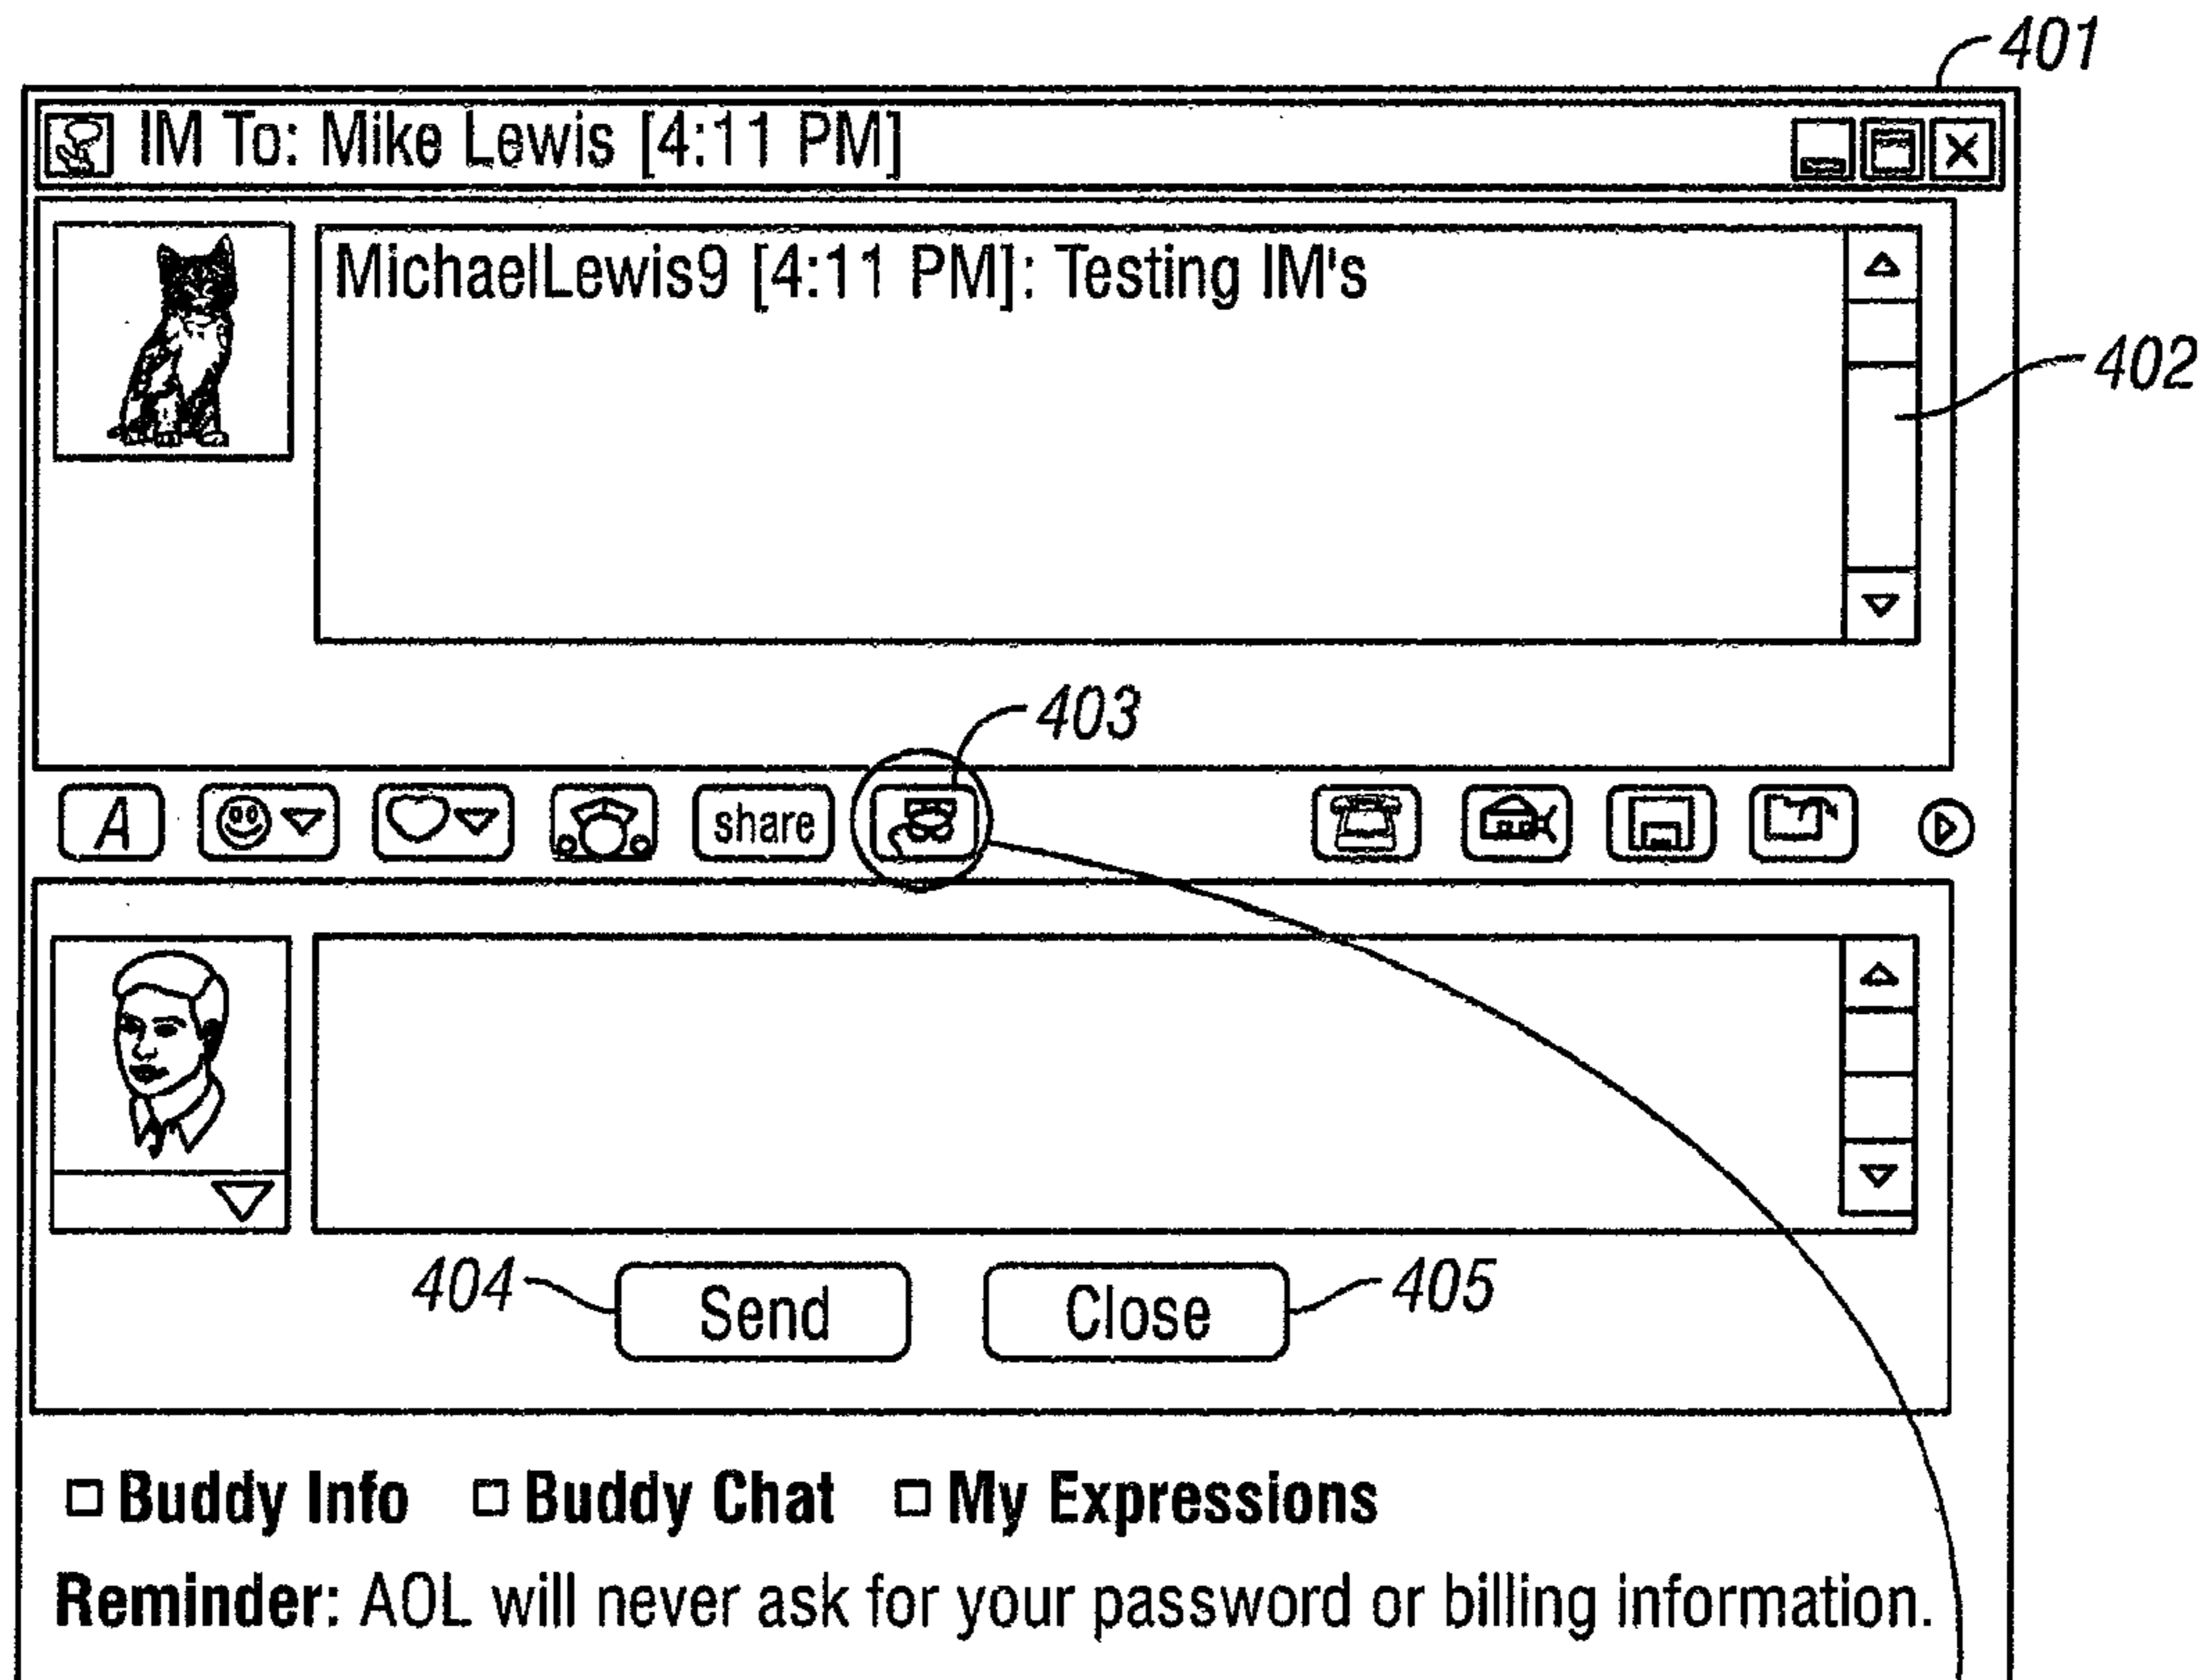 401
IM To: Mike Lewis [4:11 PM]
MichaelLewis9 [4:11 PM]: Testing IM's
402
403
A share
404 Send Close 405
Buddy Info Buddy Chat My Expressions
Reminder: AOL will never ask for your password or billing information.